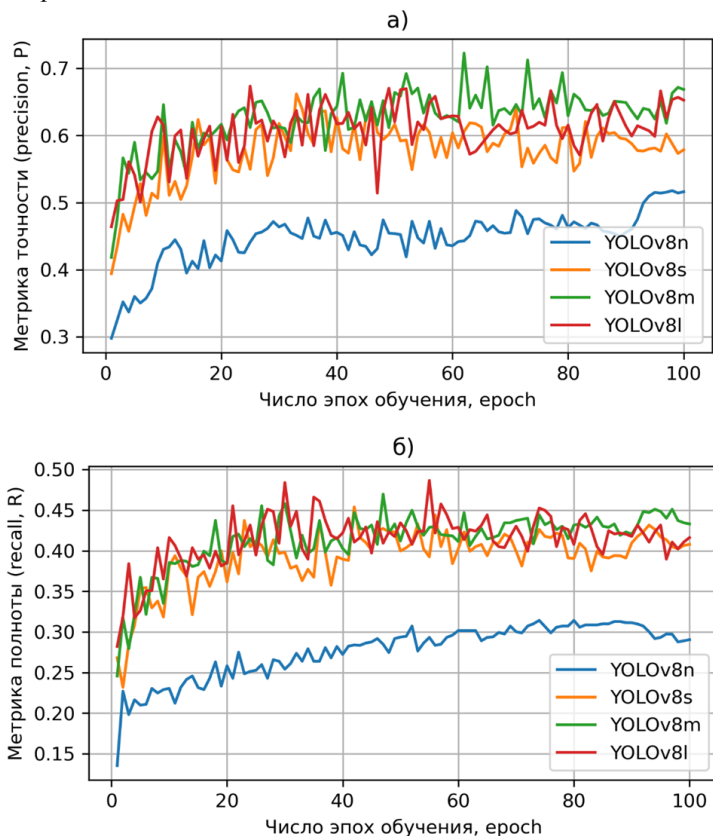 а)
Метрика точности (precision, P)
0.7
0.6
0.5
0.4
0.3
YOLOv8n
YOLOv8s
YOLOv8m
YOLOv8l
0 20 40 60 80 100
Число эпох обучения, epoch
б)
Метрика полноты (recall, R)
0.50
0.45
0.40
0.35
0.30
0.25
0.20
0.15
YOLOv8n
YOLOv8s
YOLOv8m
YOLOv8l
0 20 40 60 80 100
Число эпох обучения, epoch